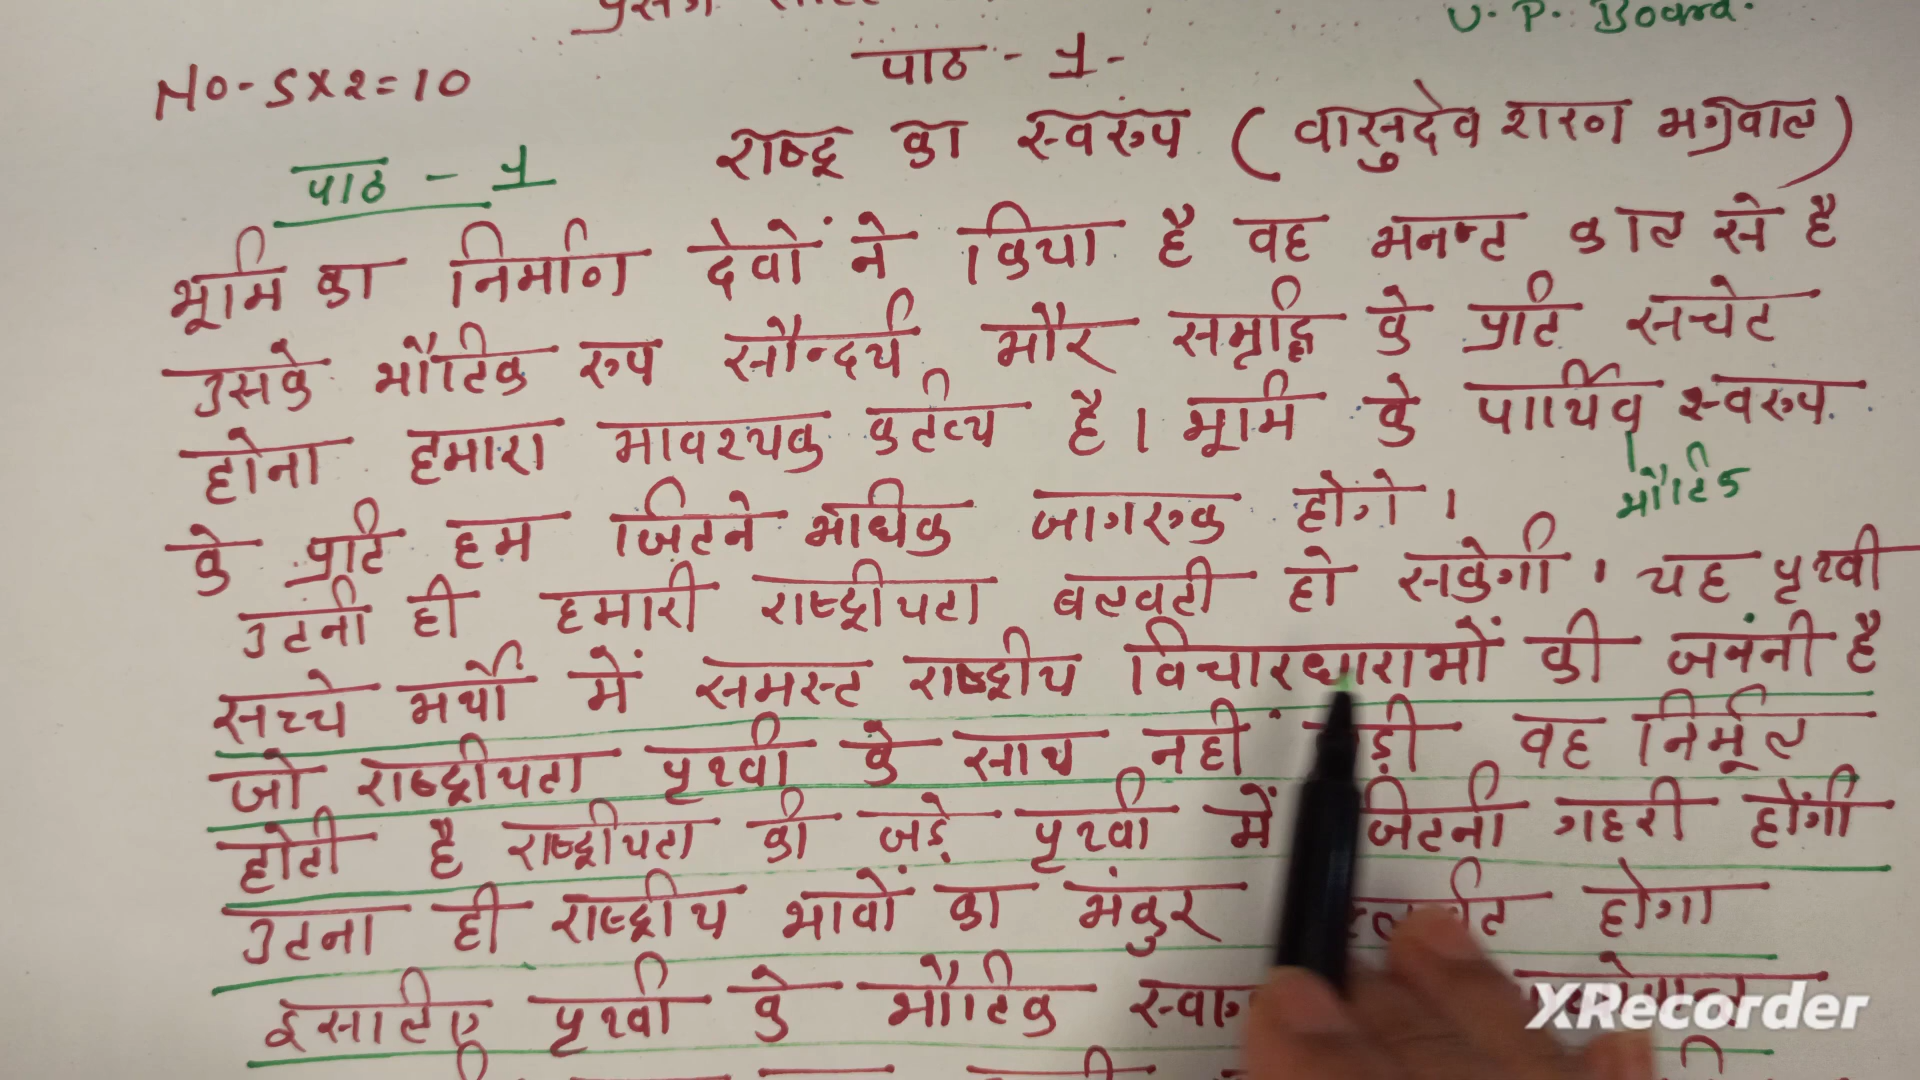 U. P. Board.
पाठ - 1 -
No - 5 X 2 = 10
राष्ट्र का स्वरुप ( वासुदेव शरण अग्रवाल )
पाठ - 1
भूमि का निर्माण देवों ने किया है वह अनन्त काल से है
उसके भौतिक रुप सौन्दर्य और समृद्धि के प्रति सचेत
होना हमारा आवश्यक कर्तव्य है। भूमि के पार्थिव स्वरुप
भौतिक
के प्रति हम जितने अधिक जागरुक होगे ।
उतनी ही हमारी राष्ट्रीयता बलवती हो सकेगी । यह पृथ्वी
सच्चे अर्थो में समस्त राष्ट्रीय विचारधाराओं की जननी है
जो राष्ट्रीयता पृथ्वी के साथ नहीं वह निर्मूल
होती है राष्ट्रीयता की जड़े पृथ्वी में जितनी गहरी होंगी
उतना ही राष्ट्रीय भावों का अंकुर होगा
इसलिए पृथ्वी के भौतिक
XRecorder